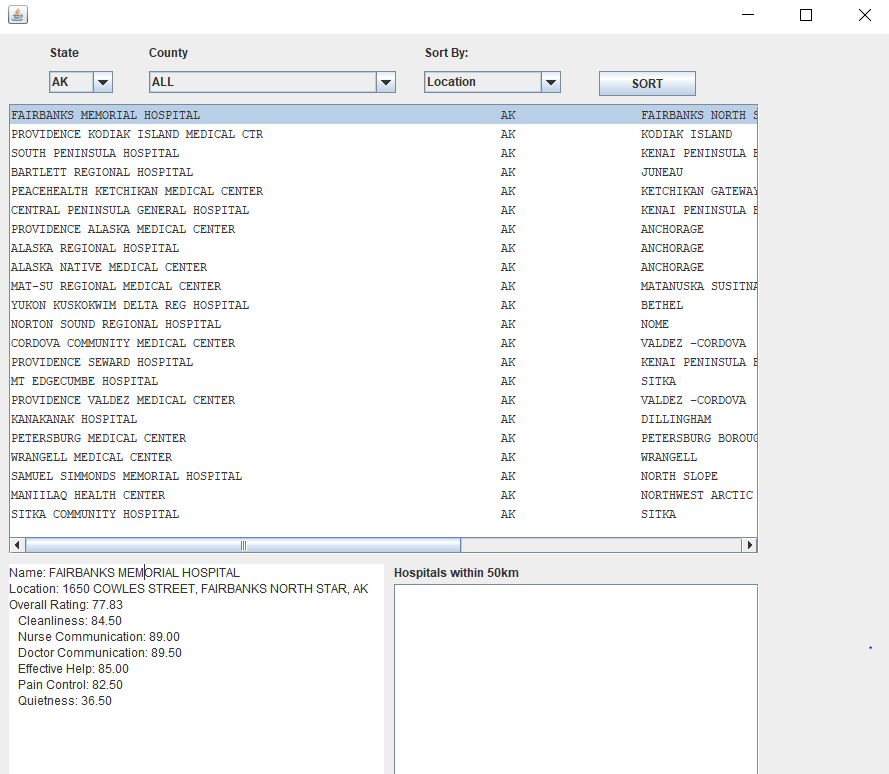 State County Sort By:
AK ALL Location SORT
FAIRBANKS MEMORIAL HOSPITAL AK FAIRBANKS NORTH S
PROVIDENCE KODIAK ISLAND MEDICAL CTR AK KODIAK ISLAND
SOUTH PENINSULA HOSPITAL AK KENAI PENINSULA B
BARTLETT REGIONAL HOSPITAL AK JUNEAU
PEACEHEALTH KETCHIKAN MEDICAL CENTER AK KETCHIKAN GATEWAY
CENTRAL PENINSULA GENERAL HOSPITAL AK KENAI PENINSULA B
PROVIDENCE ALASKA MEDICAL CENTER AK ANCHORAGE
ALASKA REGIONAL HOSPITAL AK ANCHORAGE
ALASKA NATIVE MEDICAL CENTER AK ANCHORAGE
MAT-SU REGIONAL MEDICAL CENTER AK MATANUSKA SUSITNA
YUKON KUSKOKWIM DELTA REG HOSPITAL AK BETHEL
NORTON SOUND REGIONAL HOSPITAL AK NOME
CORDOVA COMMUNITY MEDICAL CENTER AK VALDEZ -CORDOVA
PROVIDENCE SEWARD HOSPITAL AK KENAI PENINSULA B
MT EDGECUMBE HOSPITAL AK SITKA
PROVIDENCE VALDEZ MEDICAL CENTER AK VALDEZ -CORDOVA
KANAKANAK HOSPITAL AK DILLINGHAM
PETERSBURG MEDICAL CENTER AK PETERSBURG BOROUG
WRANGELL MEDICAL CENTER AK WRANGELL
SAMUEL SIMMONDS MEMORIAL HOSPITAL AK NORTH SLOPE
MANIILAQ HEALTH CENTER AK NORTHWEST ARCTIC
SITKA COMMUNITY HOSPITAL AK SITKA
Name: FAIRBANKS MEMORIAL HOSPITAL
Location: 1650 COWLES STREET, FAIRBANKS NORTH STAR, AK
Overall Rating: 77.83
Cleanliness: 84.50
Nurse Communication: 89.00
Doctor Communication: 89.50
Effective Help: 85.00
Pain Control: 82.50
Quietness: 36.50
Hospitals within 50km